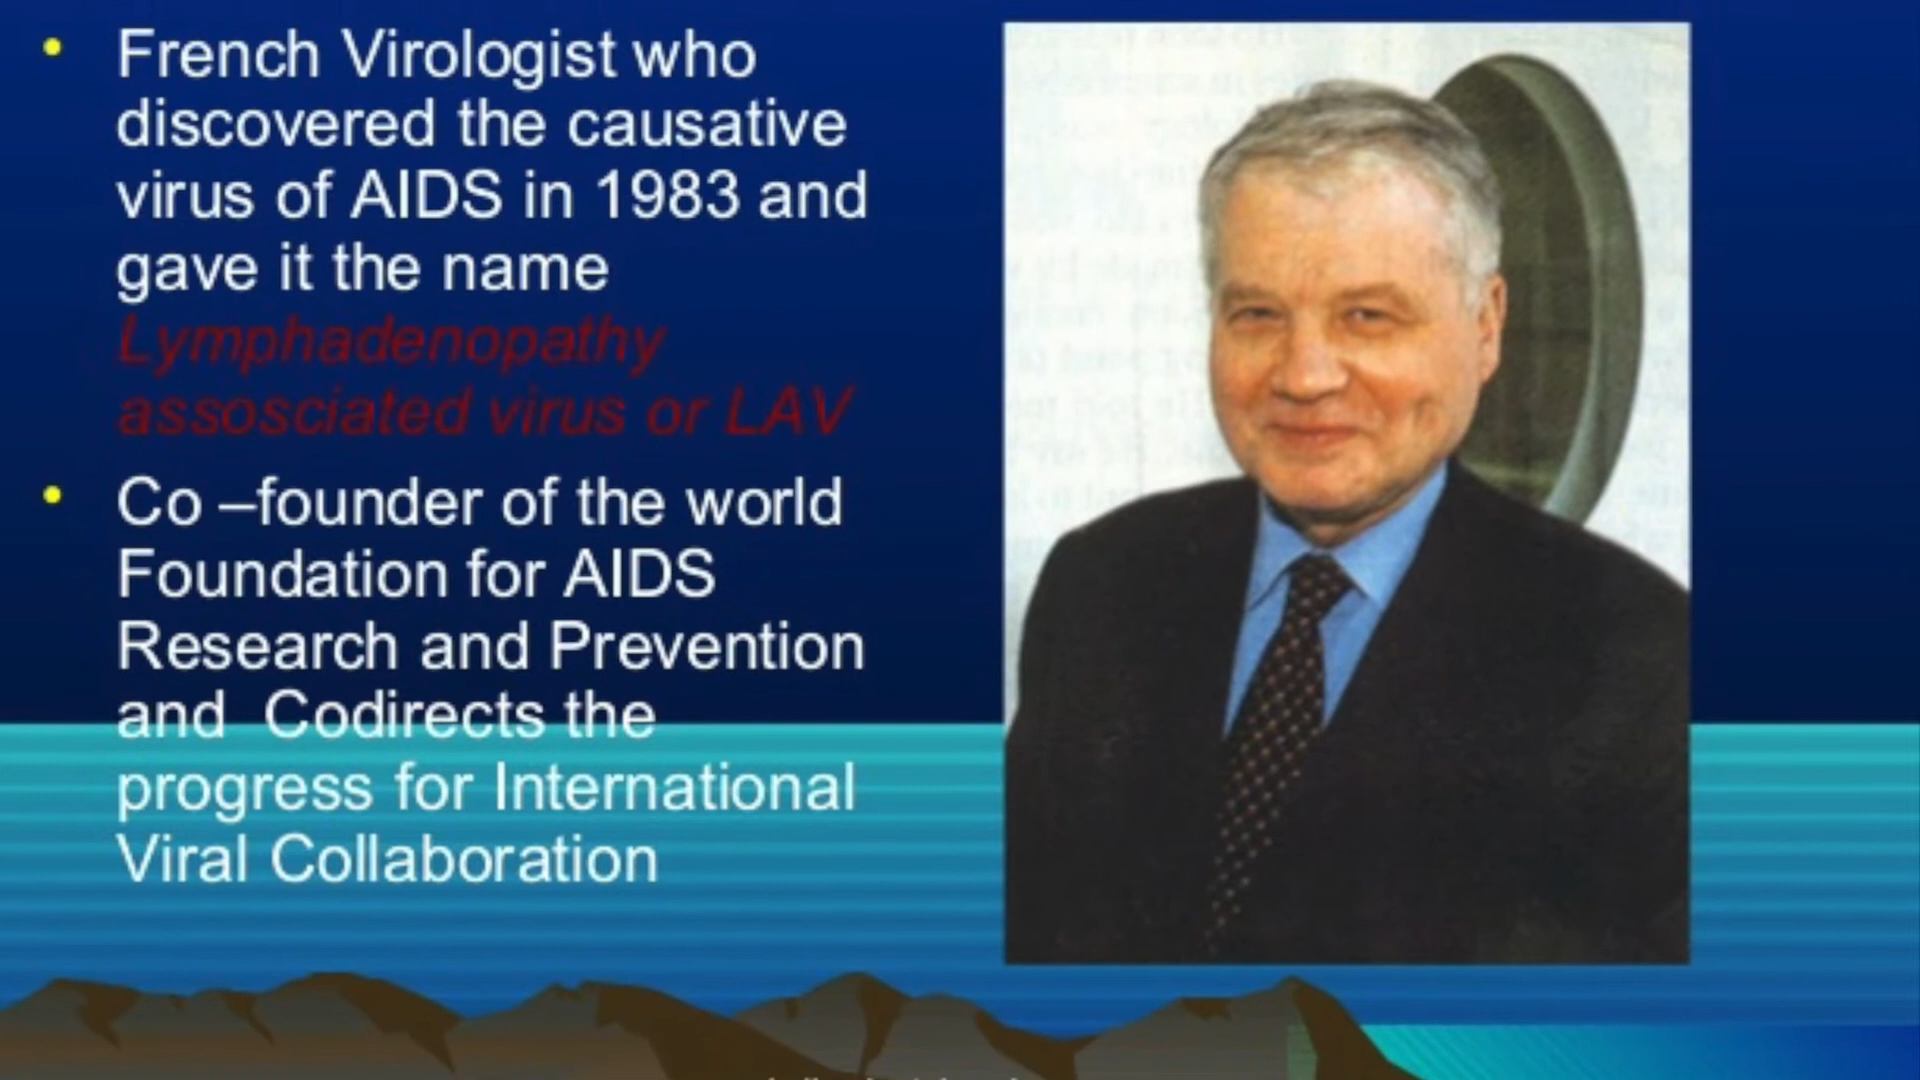 • French Virologist who
discovered the causative
virus of AIDS in 1983 and
gave it the name
Lymphadenopathy
assosciated virus or LAV
• Co –founder of the world
Foundation for AIDS
Research and Prevention
and  Codirects the
progress for International
Viral Collaboration